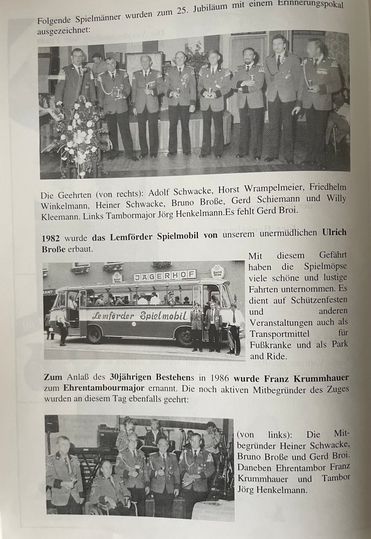 Folgende Spielmänner wurden zum 25. Jubiläum mit einem Erinnerungspokal
ausgezeichnet:
Die Geehrten (von rechts): Adolf Schwacke, Horst Wrampelmeier, Friedhelm
Winkelmann, Heiner Schwacke, Bruno Broße, Gerd Schiemann und Willy
Kleemann. Links Tambormajor Jörg Henkelmann.Es fehlt Gerd Broi.
1982 wurde das Lemförder Spielmobil von unserem unermüdlichen Ulrich
Broße erbaut.
JÄGERHOF
Lemförder Spielmobil
Mit diesem Gefährt
haben die Spielmöpse
viele schöne und lustige
Fahrten unternommen. Es
dient auf Schützenfesten
und anderen
Veranstaltungen auch als
Transportmittel für
Fußkranke und als Park
and Ride.
Zum Anlaß des 30jährigen Bestehens in 1986 wurde Franz Krummhauer
zum Ehrentambourmajor ernannt. Die noch aktiven Mitbegründer des Zuges
wurden an diesem Tag ebenfalls geehrt:
(von links): Die Mit-
begründer Heiner Schwacke,
Bruno Broße und Gerd Broi.
Daneben Ehrentambor Franz
Krummhauer und Tambor
Jörg Henkelmann.